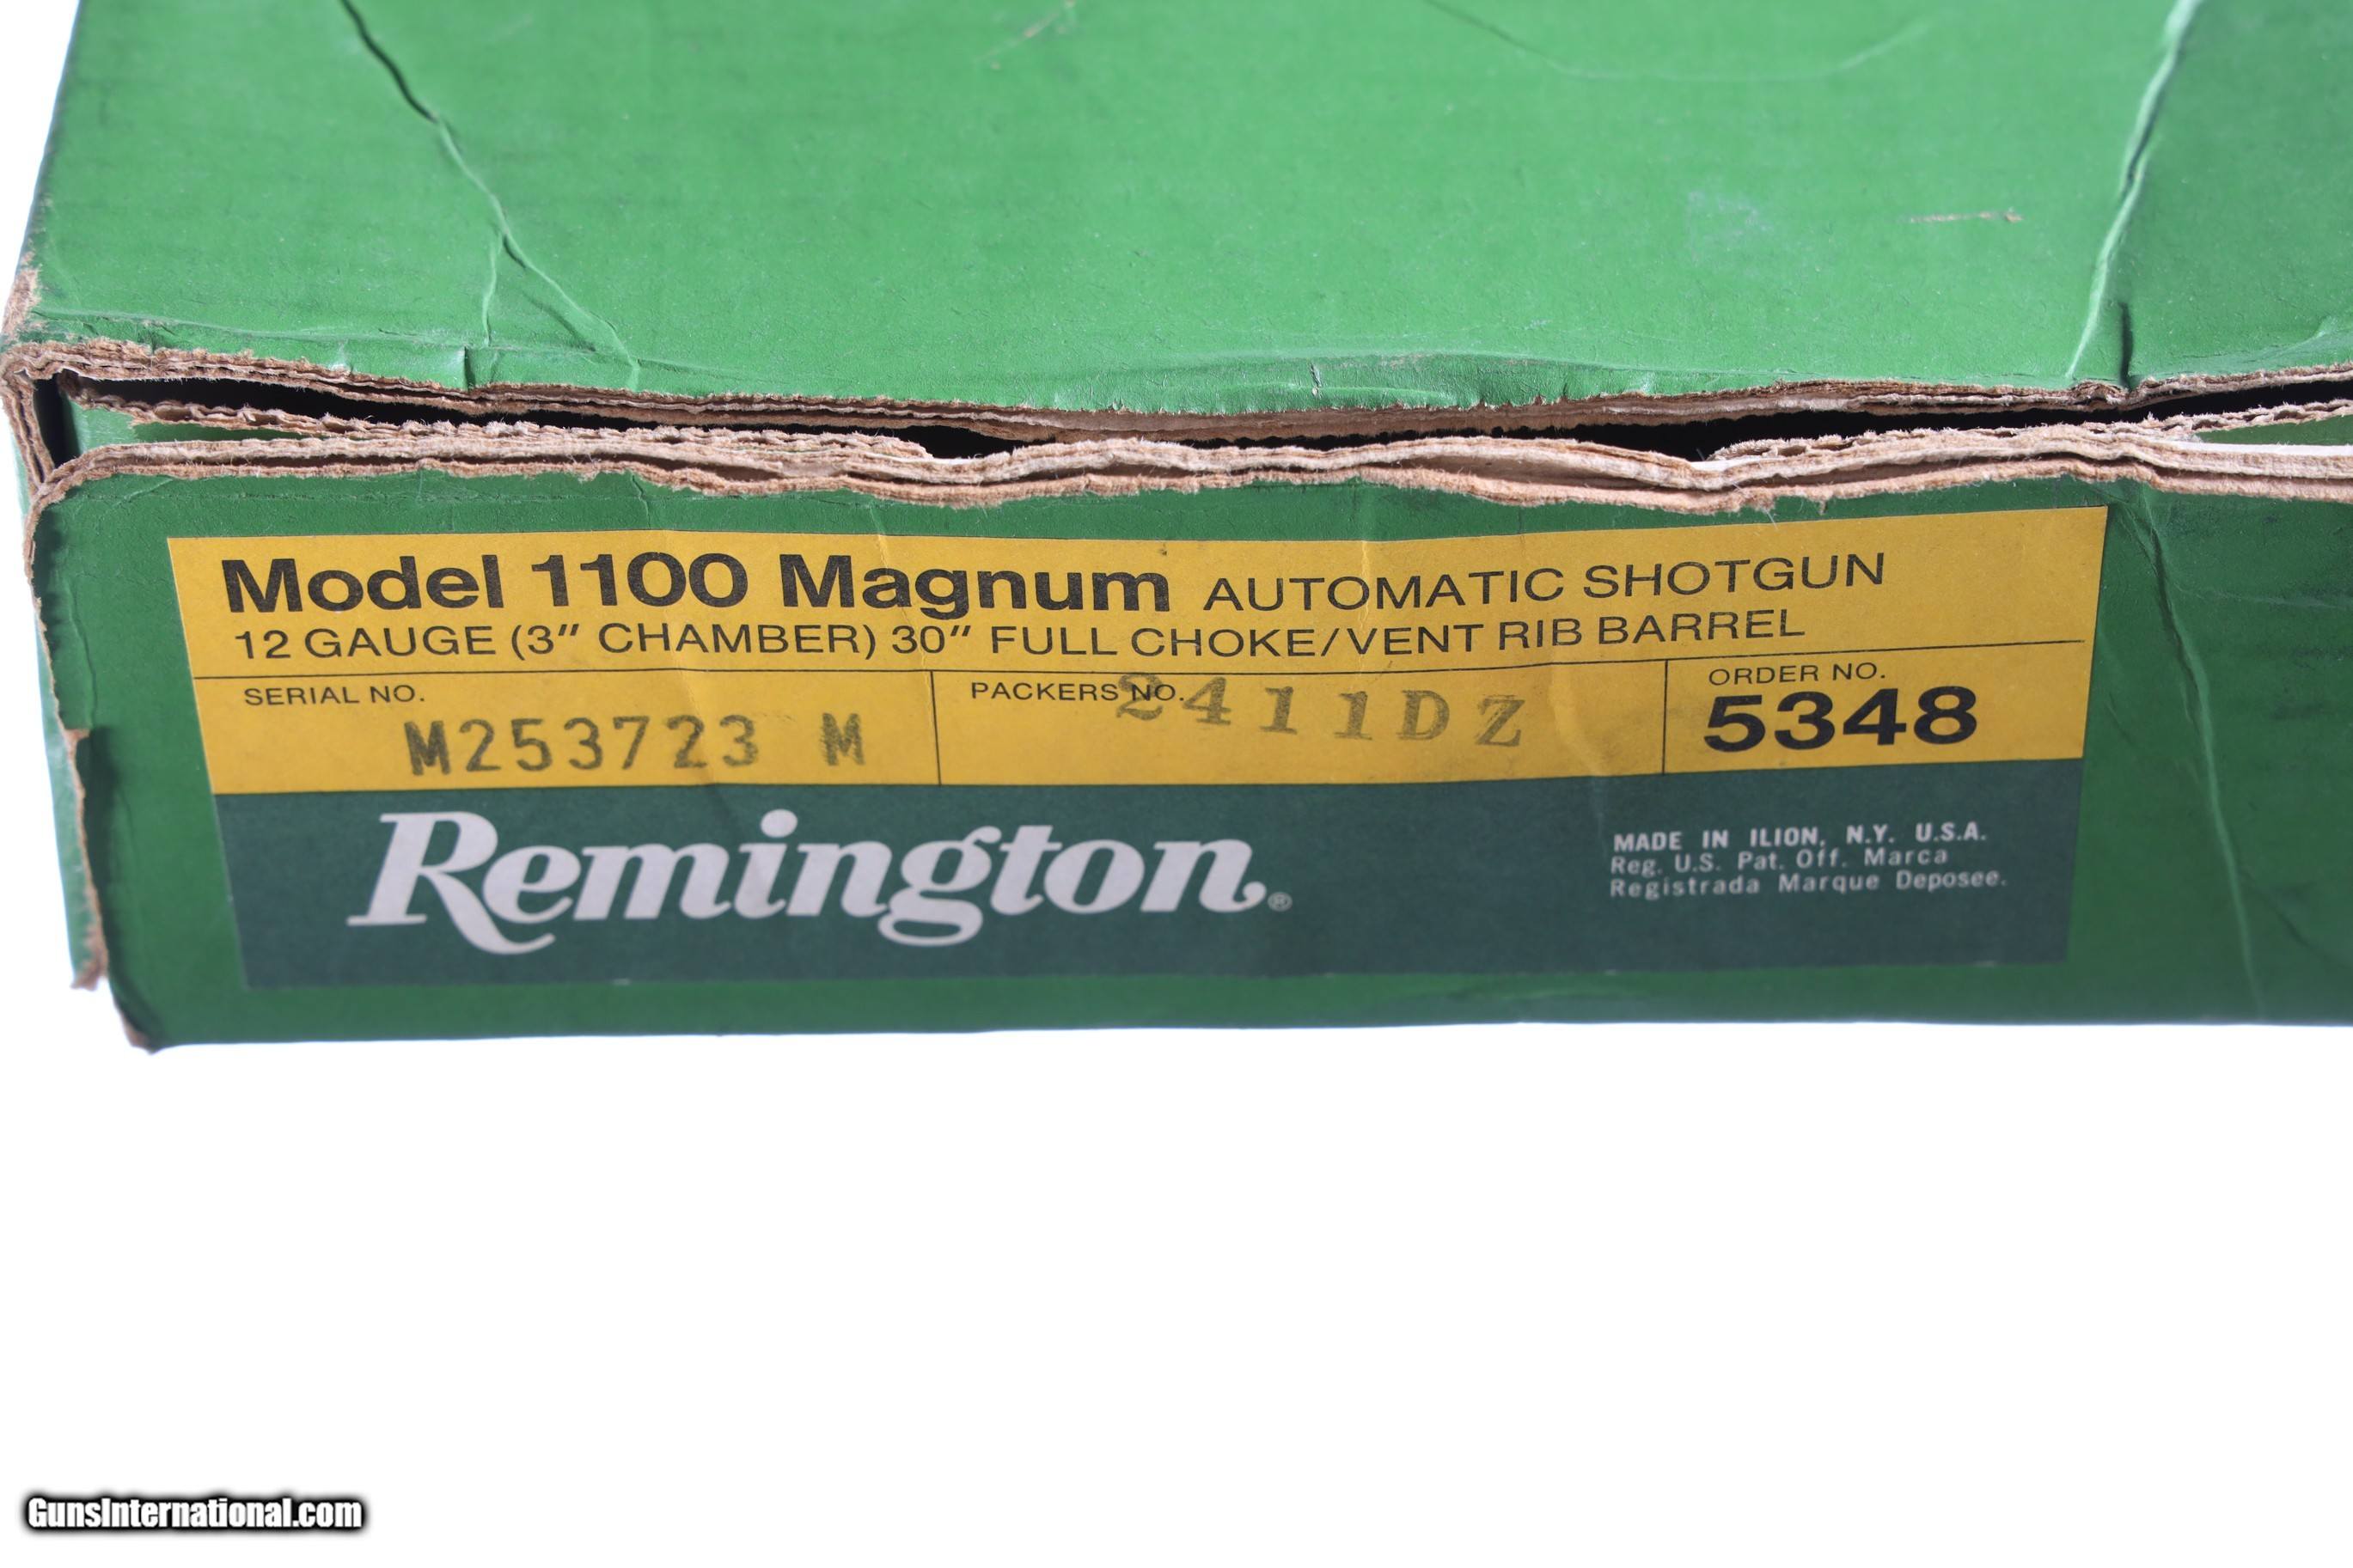 Model 1100 Magnum AUTOMATIC SHOTGUN
12 GAUGE (3" CHAMBER) 30" FULL CHOKE/VENT RIB BARREL
SERIAL NO.
M253723 M
PACKERS NO.
2411DZ
ORDER NO.
5348
Remington®
MADE IN ILION, N.Y. U.S.A.
Reg. U.S. Pat. Off. Marca
Registrada Marque Deposee.
GunsInternational.com